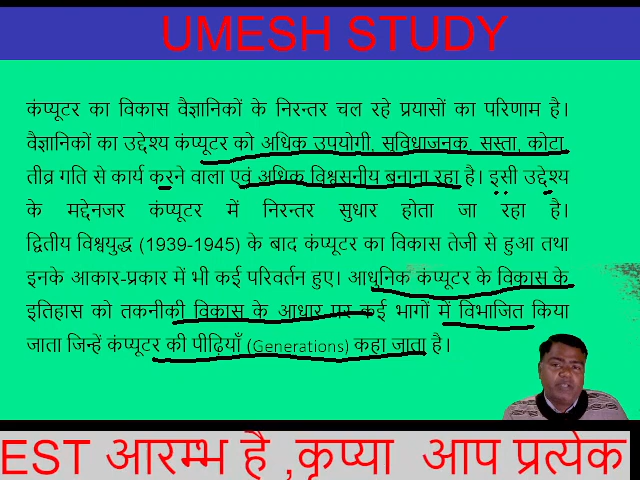 UMESH STUDY
कंप्यूटर का विकास वैज्ञानिकों के निरन्तर चल रहे प्रयासों का परिणाम है।
वैज्ञानिकों का उद्देश्य कंप्यूटर को अधिक उपयोगी, सुविधाजनक, सस्ता, कोटा,
तीव्र गति से कार्य करने वाला एवं अधिक विश्वसनीय बनाना रहा है। इसी उद्देश्य
के मद्देनजर कंप्यूटर में निरन्तर सुधार होता जा रहा है।
द्वितीय विश्वयुद्ध (1939-1945) के बाद कंप्यूटर का विकास तेजी से हुआ तथा
इनके आकार-प्रकार में भी कई परिवर्तन हुए। आधुनिक कंप्यूटर के विकास के
इतिहास को तकनीकी विकास के आधार पर कई भागों में विभाजित किया
जाता जिन्हें कंप्यूटर की पीढ़ियाँ (Generations) कहा जाता है।
EST आरम्भ है ,कृप्या आप प्रत्येक